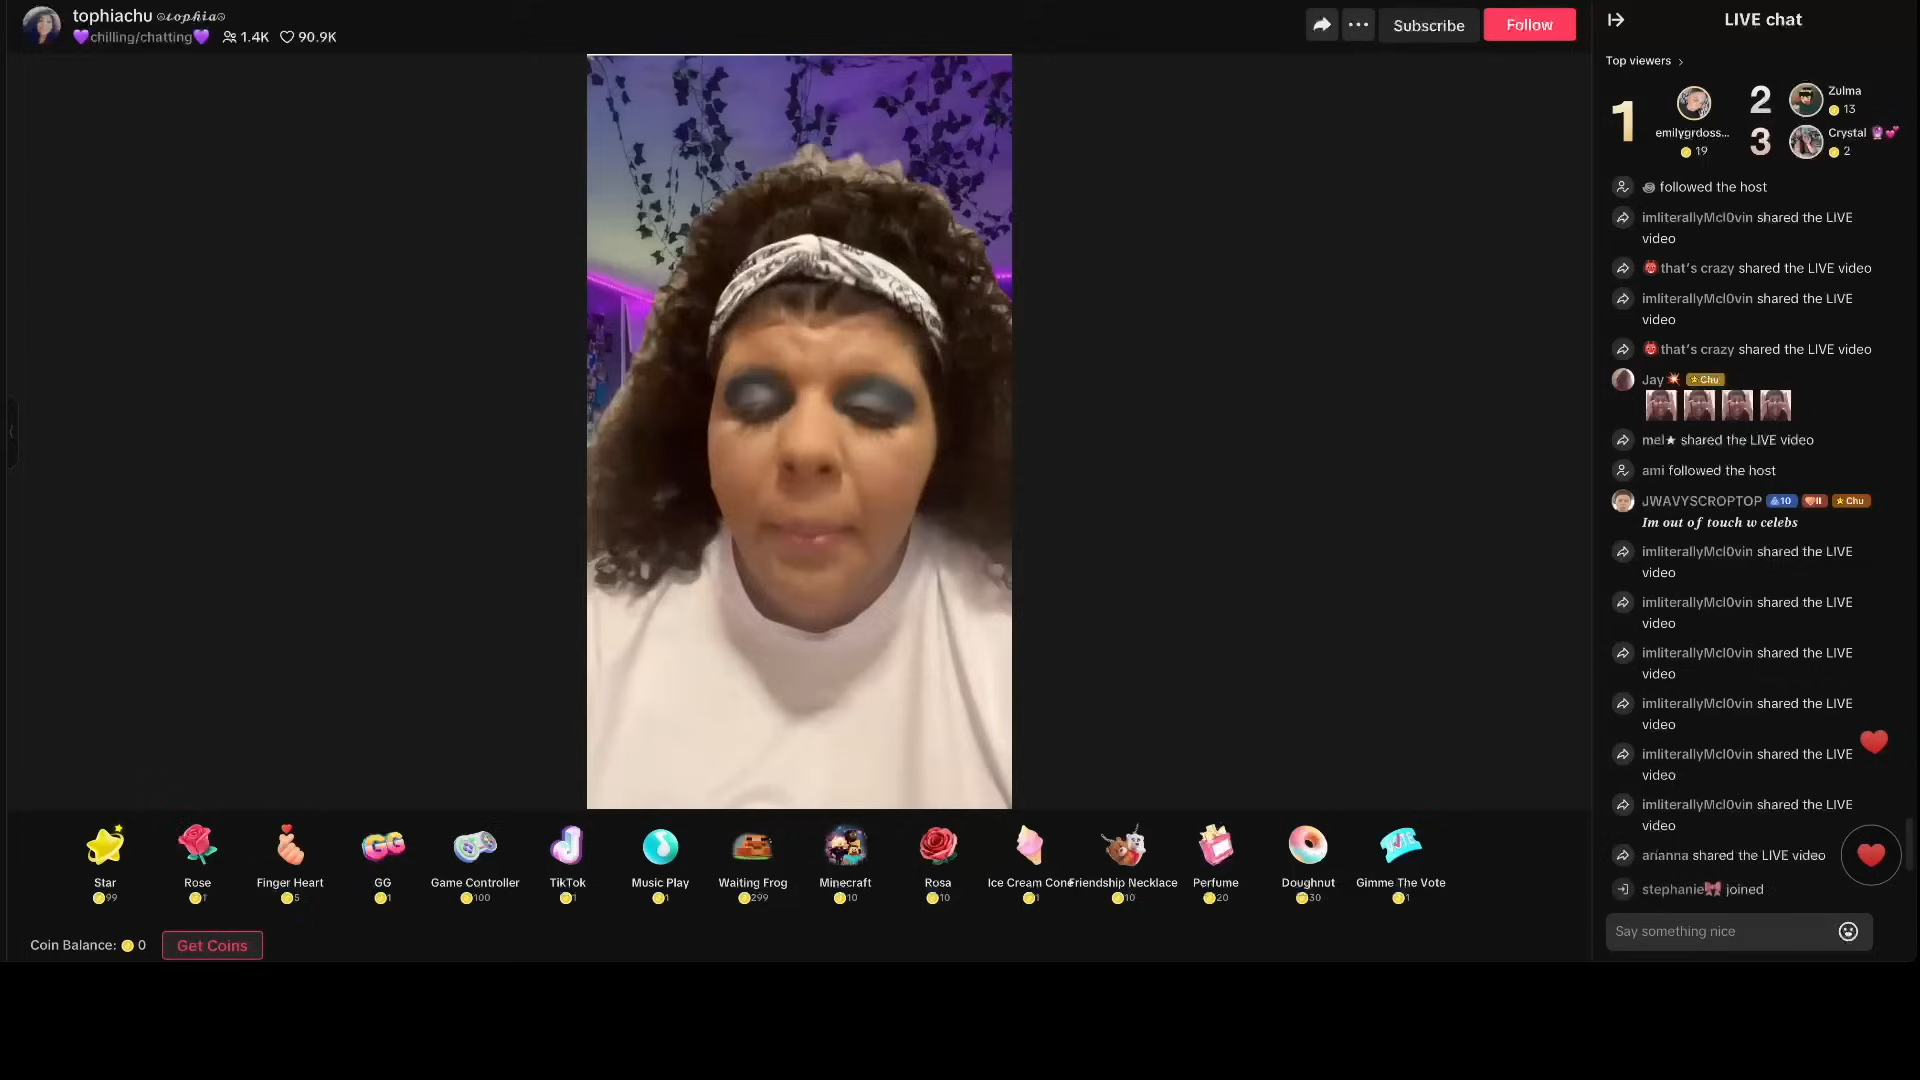 tophiachu ☺𝓽𝓸𝓹𝓱𝓲𝓪☺
💜chilling/chatting💜 1.4K 90.9K
Subscribe
Follow
LIVE chat
Top viewers
1
emilygrdoss...
19
2
Zulma
13
3
Crystal 🔮💕
2
followed the host
imliterallyMcl0vin shared the LIVE
video
👹that's crazy shared the LIVE video
imliterallyMcl0vin shared the LIVE
video
👹that's crazy shared the LIVE video
Jay💥 Chu
mel★ shared the LIVE video
ami followed the host
JWAVYSCROPTOP 10 II Chu
Im out of touch w celebs
imliterallyMcl0vin shared the LIVE
video
imliterallyMcl0vin shared the LIVE
video
imliterallyMcl0vin shared the LIVE
video
imliterallyMcl0vin shared the LIVE
video
imliterallyMcl0vin shared the LIVE
video
imliterallyMcl0vin shared the LIVE
video
arianna shared the LIVE video
stephanie🎀 joined
Say something nice
GG
Star
99
Rose
1
Finger Heart
5
GG
1
Game Controller
100
TikTok
1
Music Play
1
Waiting Frog
299
Minecraft
10
Rosa
10
Ice Cream Cone
1
Friendship Necklace
10
Perfume
20
Doughnut
30
Gimme The Vote
1
Coin Balance: 0
Get Coins